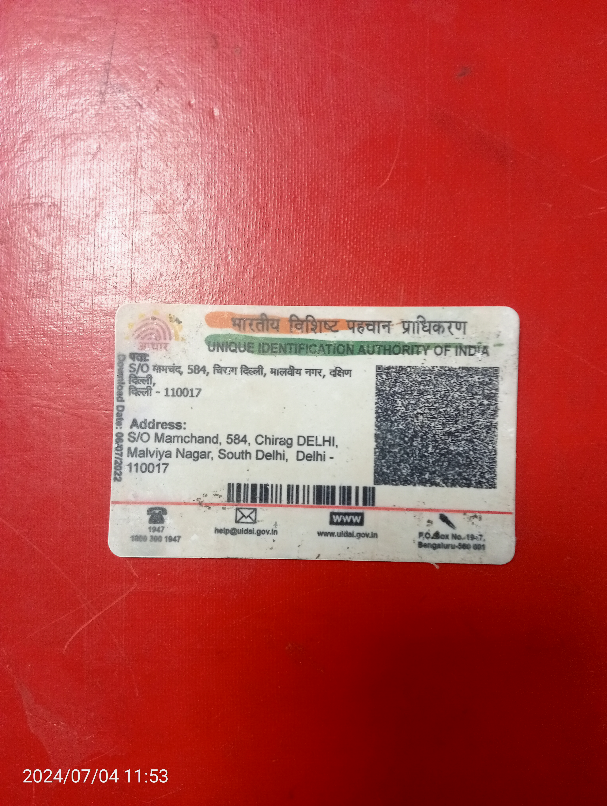 भारतीय विशिष्ट पहचान प्राधिकरण
UNIQUE IDENTIFICATION AUTHORITY OF INDIA
आधार
Download Date: 06/07/2022
पता:
S/O मामचंद, 584, चिराग दिल्ली, मालवीय नगर, दक्षिण
दिल्ली,
दिल्ली - 110017
Address:
S/O Mamchand, 584, Chirag DELHI,
Malviya Nagar, South Delhi, Delhi -
110017
1947
1800 300 1947
help@uidai.gov.in
WWW
www.uidai.gov.in
P.O. Box No.1947,
Bengaluru-560 001
2024/07/04 11:53